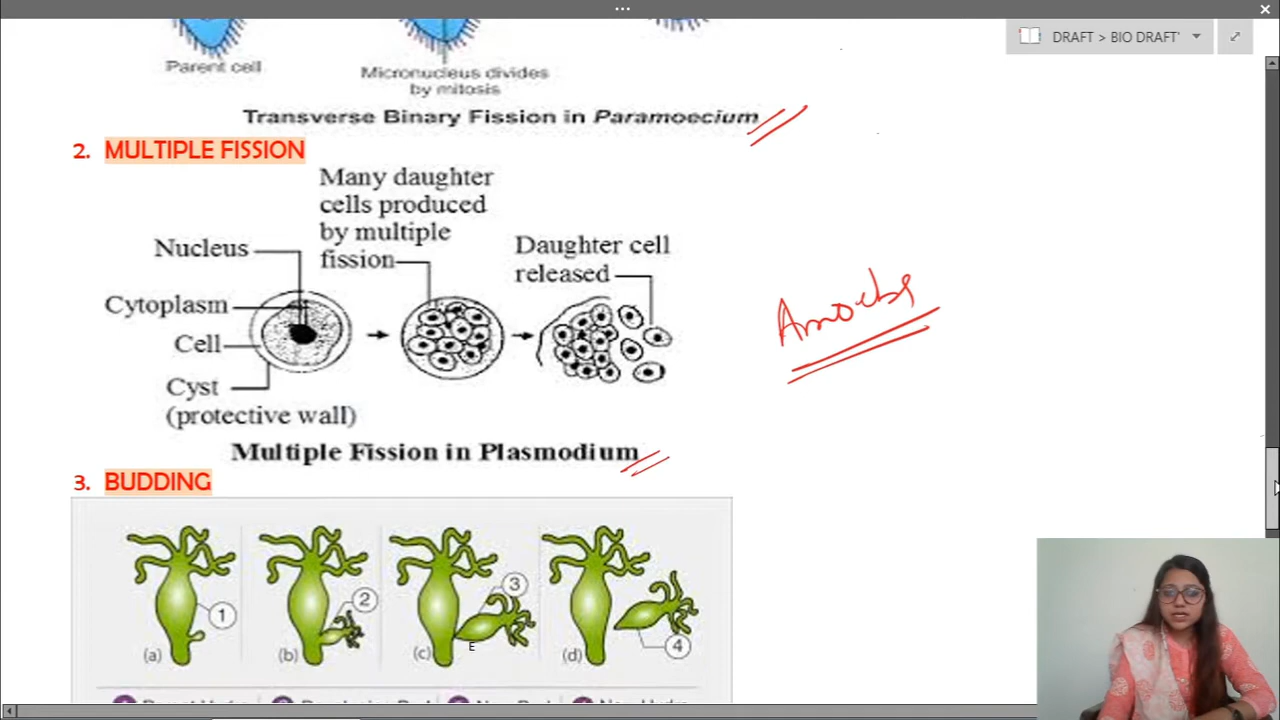 DRAFT > BIO DRAFT'
Parent cell
Micronucleus divides
by mitosis
Transverse Binary Fission in Paramoecium
2. MULTIPLE FISSION
Many daughter
cells produced
by multiple
fission
Nucleus
Daughter cell
released
Cytoplasm
Cell
Cyst
(protective wall)
Amoeba
Multiple Fission in Plasmodium
3. BUDDING
1
2
3
4
(a)
(b)
(c)
E
(d)